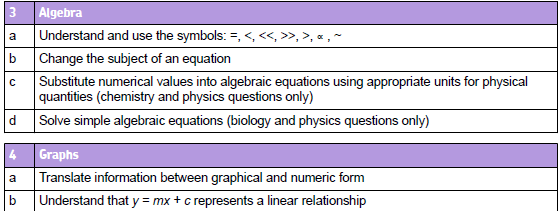 3 Algebra
a Understand and use the symbols: =, <, <<, >>, >, ∝ , ~
b Change the subject of an equation
c Substitute numerical values into algebraic equations using appropriate units for physical
quantities (chemistry and physics questions only)
d Solve simple algebraic equations (biology and physics questions only)
4 Graphs
a Translate information between graphical and numeric form
b Understand that y = mx + c represents a linear relationship